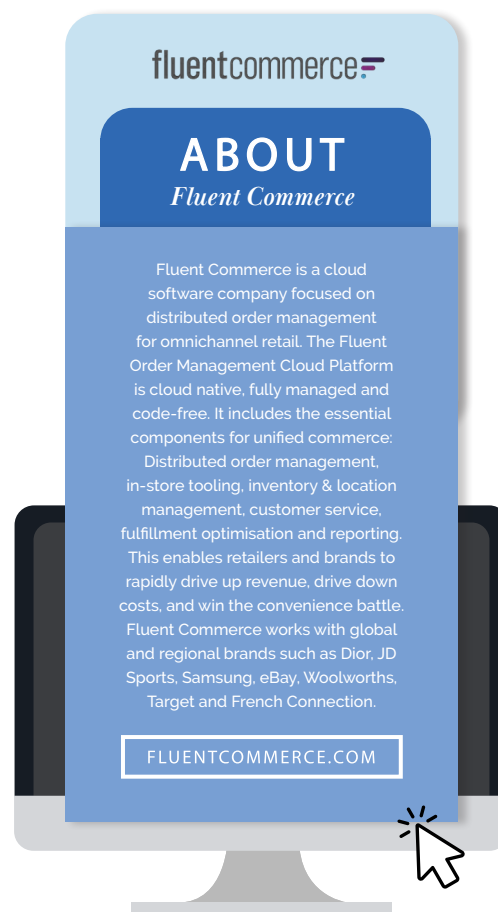 fluentcommerce
ABOUT
Fluent Commerce
Fluent Commerce is a cloud
software company focused on
distributed order management
for omnichannel retail. The Fluent
Order Management Cloud Platform
is cloud native, fully managed and
code-free. It includes the essential
components for unified commerce:
Distributed order management,
in-store tooling, inventory & location
management, customer service,
fulfillment optimisation and reporting.
This enables retailers and brands to
rapidly drive up revenue, drive down
costs, and win the convenience battle.
Fluent Commerce works with global
and regional brands such as Dior, JD
Sports, Samsung, eBay, Woolworths,
Target and French Connection.
FLUENTCOMMERCE.COM